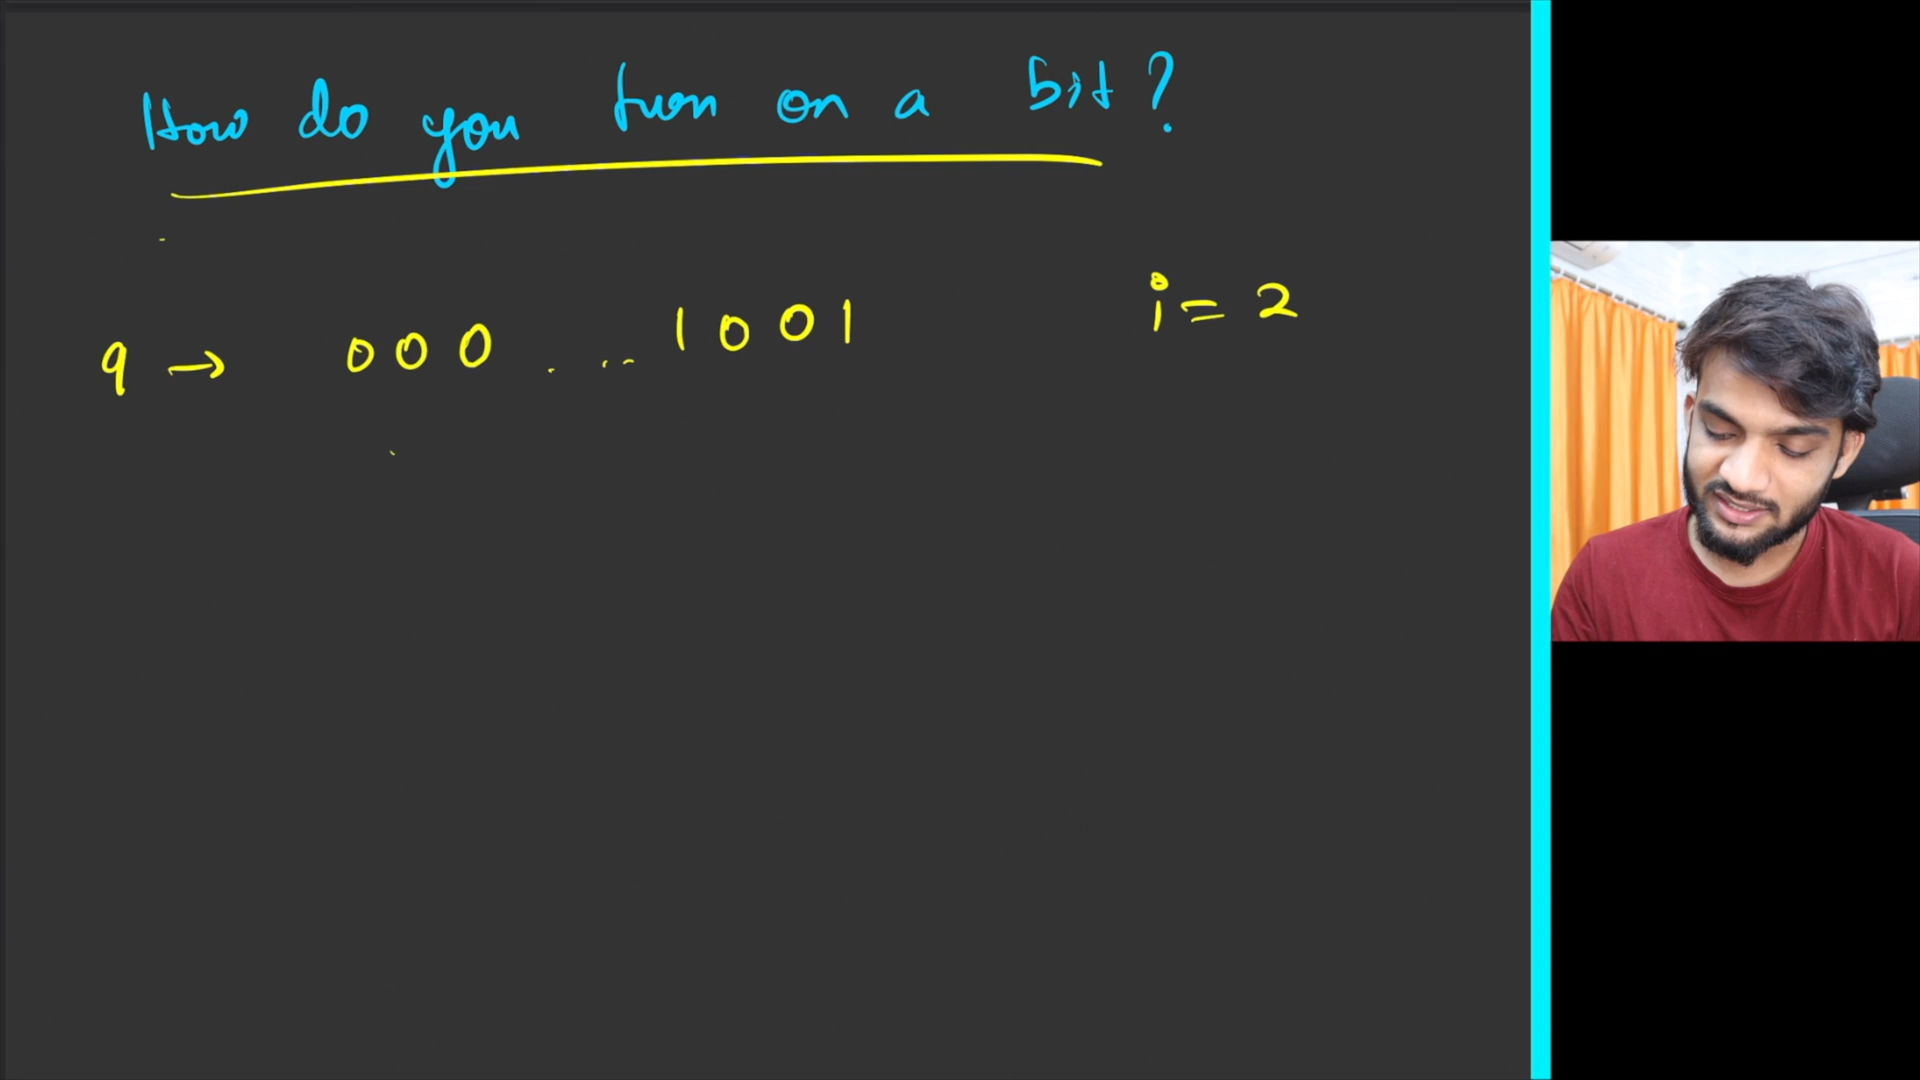 How do you turn on a bit?
9 → 000 . .. 1001
i = 2